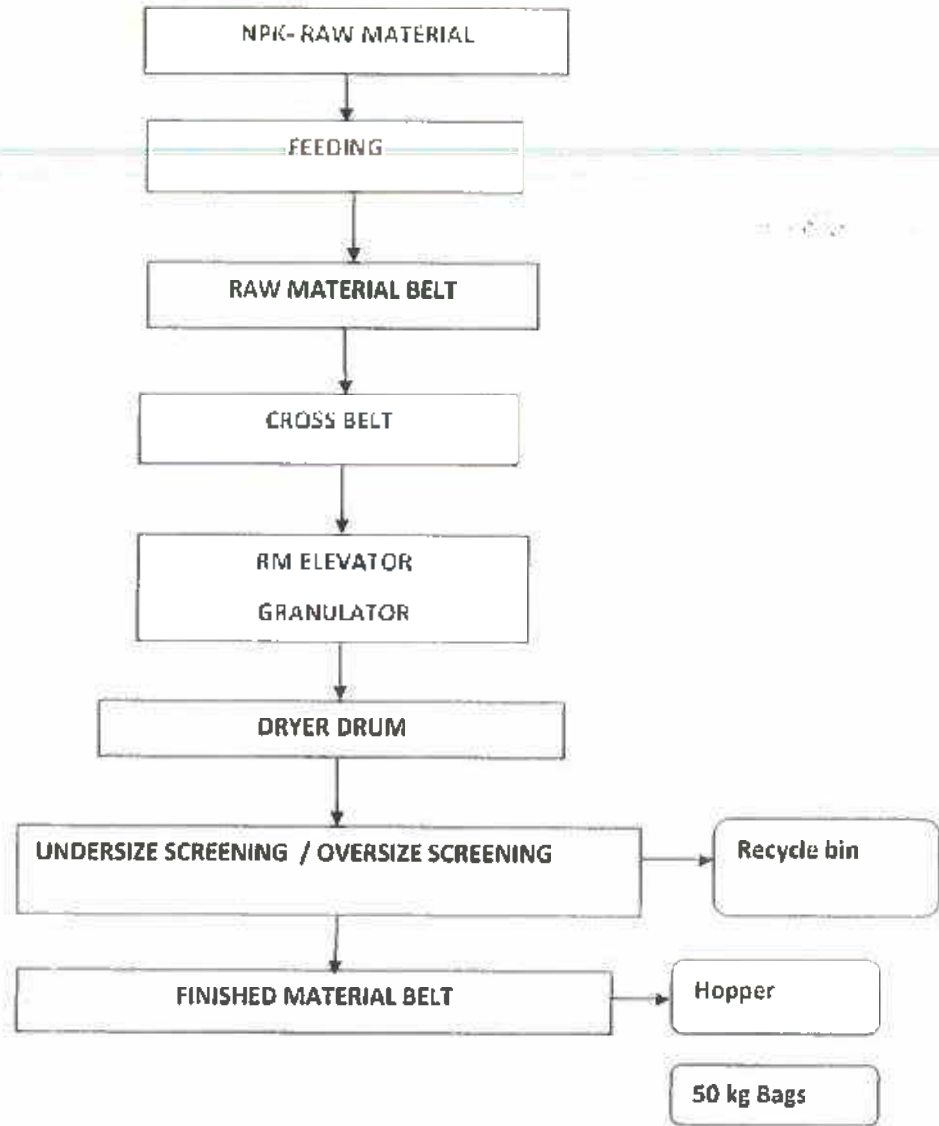 NPK- RAW MATERIAL
FEEDING
RAW MATERIAL BELT
CROSS BELT
RM ELEVATOR
GRANULATOR
DRYER DRUM
UNDERSIZE SCREENING / OVERSIZE SCREENING
Recycle bin
FINISHED MATERIAL BELT
Hopper
50 kg Bags